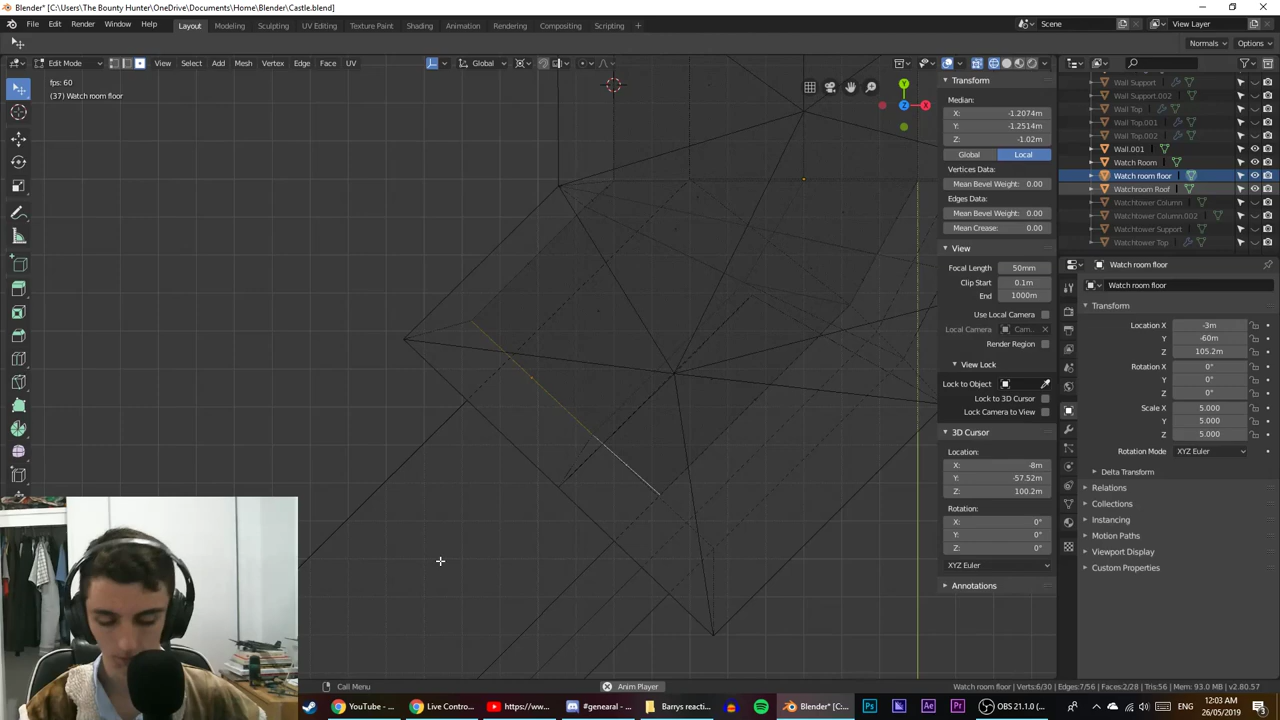 Blender* [C:\Users\The Bounty Hunter\OneDrive\Documents\Home\Blender\Castle.blend]
File Edit Render Window Help Layout Modeling Sculpting UV Editing Texture Paint Shading Animation Rendering Compositing Scripting Scene View Layer
Normals Options
Edit Mode View Select Add Mesh Vertex Edge Face UV Global
fps: 60
(37) Watch room floor
Transform
Median:
X: -1.2074m
Y: -1.2514m
Z: -1.02m
Global Local
Vertices Data:
Mean Bevel Weight: 0.00
Edges Data:
Mean Bevel Weight: 0.00
Mean Crease: 0.00
View
Focal Length 50mm
Clip Start 0.1m
End 1000m
Use Local Camera
Local Camera Cam...
Render Region
View Lock
Lock to Object
Lock to 3D Cursor
Lock Camera to View
3D Cursor
Location:
X: -8m
Y: -57.52m
Z: 100.2m
Rotation:
X: 0°
Y: 0°
Z: 0°
XYZ Euler
Annotations
Wall Support
Wall Support.002
Wall Top
Wall Top.001
Wall Top.002
Wall.001
Watch Room
Watch room floor
Watchroom Roof
Watchtower Column
Watchtower Column.002
Watchtower Support
Watchtower Top
Watch room floor
Watch room floor
Transform
Location X -3m
Y -60m
Z 105.2m
Rotation X 0°
Y 0°
Z 0°
Scale X 5.000
Y 5.000
Z 5.000
Rotation Mode XYZ Euler
Delta Transform
Relations
Collections
Instancing
Motion Paths
Viewport Display
Custom Properties
Y
Z X
Call Menu Anim Player Watch room floor | Verts:6/30 | Edges:7/56 | Faces:2/28 | Tris:56 | Mem: 93.0 MB | v2.80.57
YouTube - ... Live Contro... https://ww... #genearal - ... Barrys reacti... Blender* [C:... Ps Ai Ae Pr OBS 21.1.0 (... ENG 12:03 AM
26/05/2019